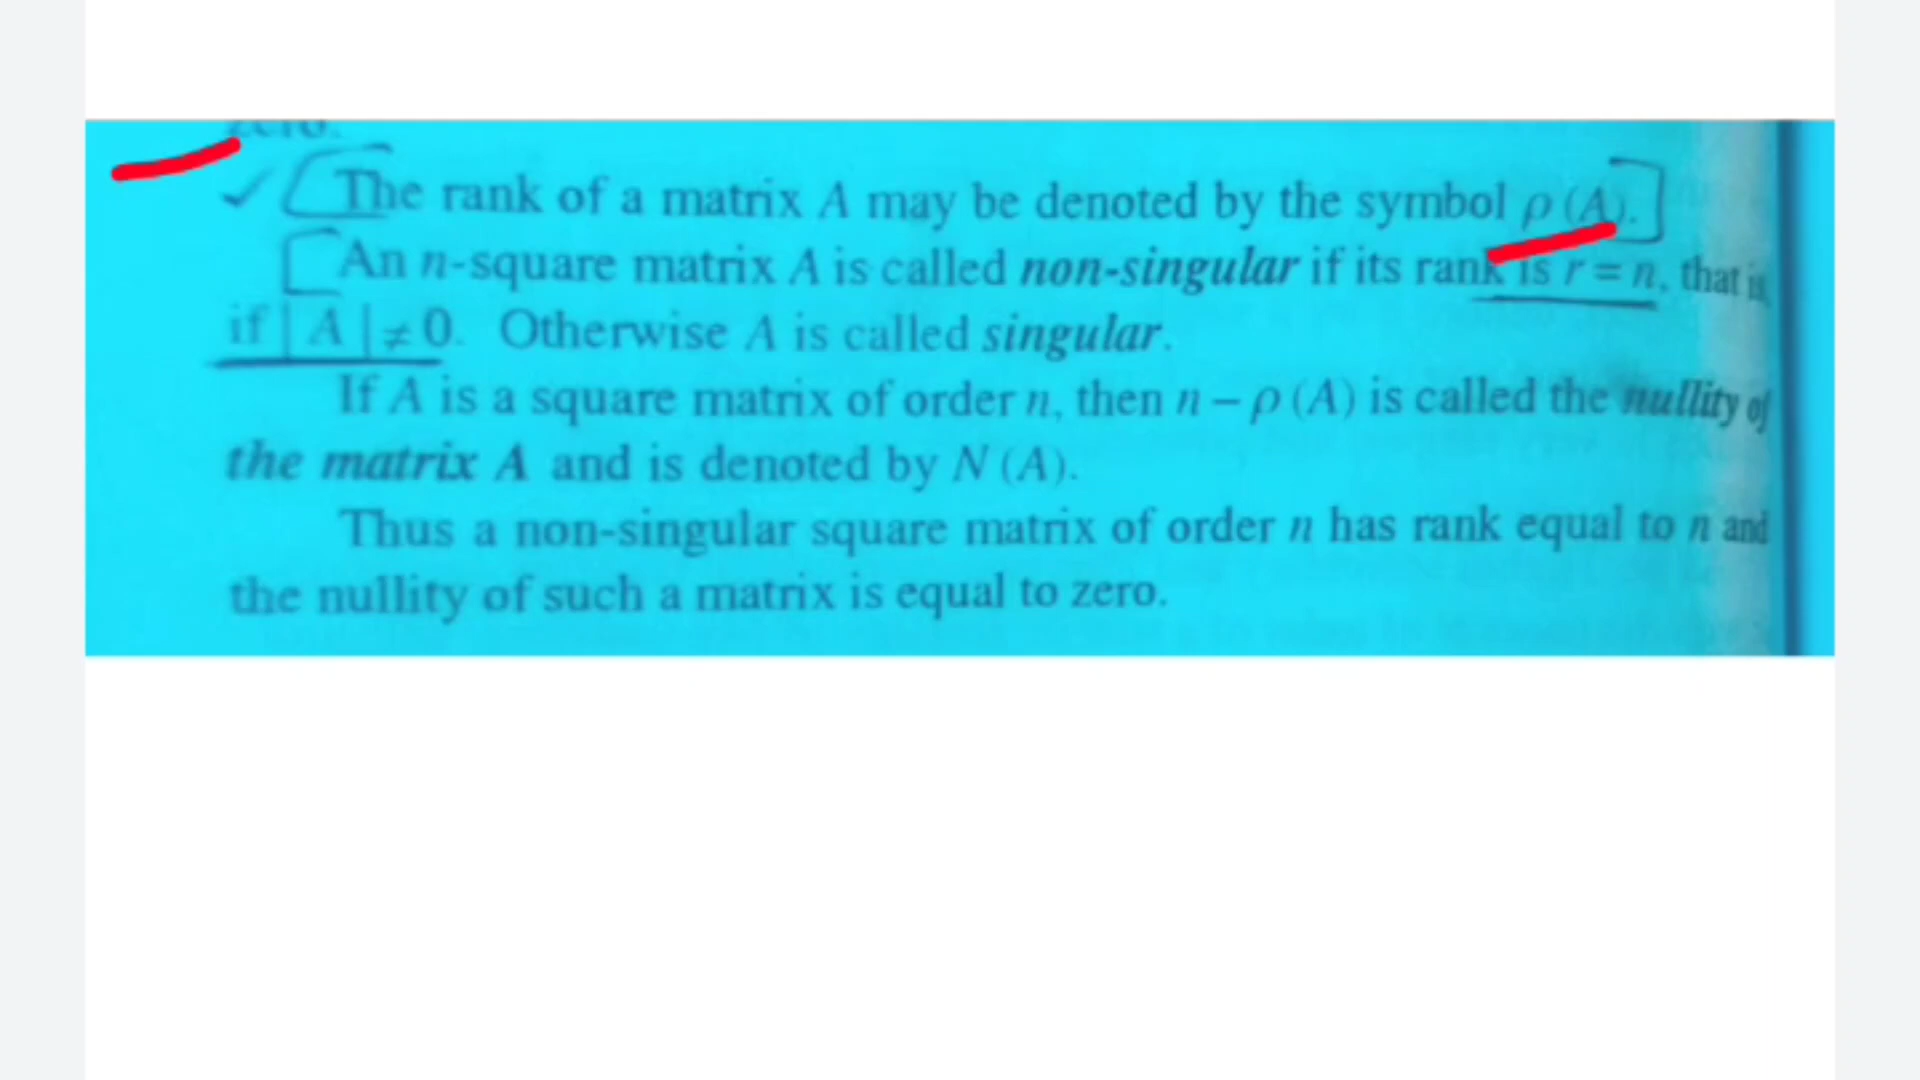 zero.
The rank of a matrix A may be denoted by the symbol ρ (A).
An n-square matrix A is called non-singular if its rank is r = n, that is
if | A | ≠ 0. Otherwise A is called singular.
If A is a square matrix of order n, then n – ρ (A) is called the nullity of
the matrix A and is denoted by N (A).
Thus a non-singular square matrix of order n has rank equal to n and
the nullity of such a matrix is equal to zero.